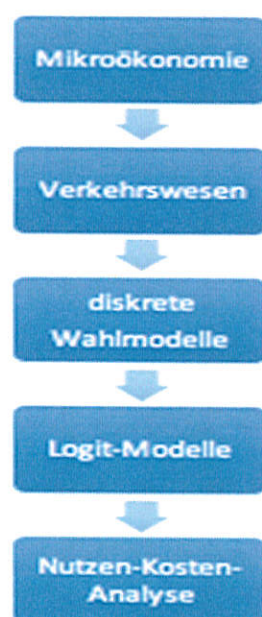 Mikroökonomie
Verkehrswesen
diskrete
Wahlmodelle
Logit-Modelle
Nutzen-Kosten-
Analyse